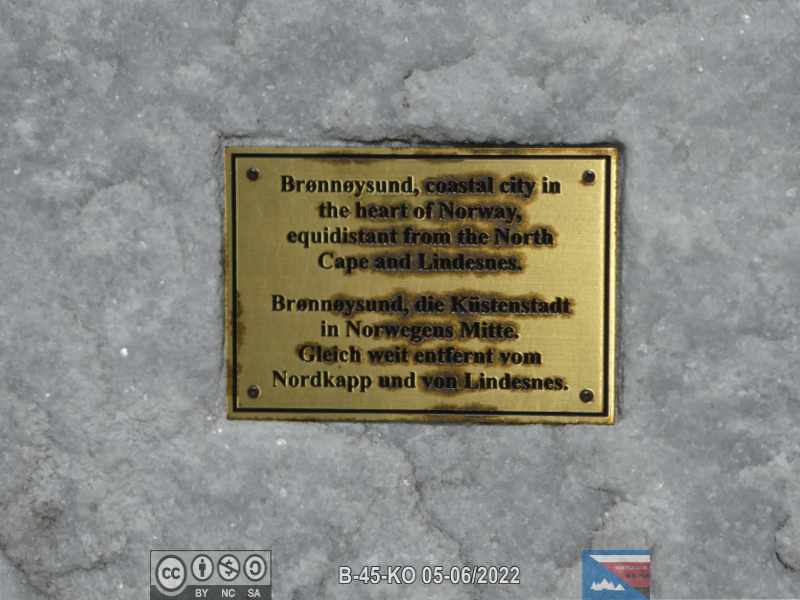 Brønnøysund, coastal city in
the heart of Norway,
equidistant from the North
Cape and Lindesnes.
Brønnøysund, die Küstenstadt
in Norwegens Mitte.
Gleich weit entfernt vom
Nordkapp und von Lindesnes.
cc
BY NC SA
B-45-KO 05-06/2022